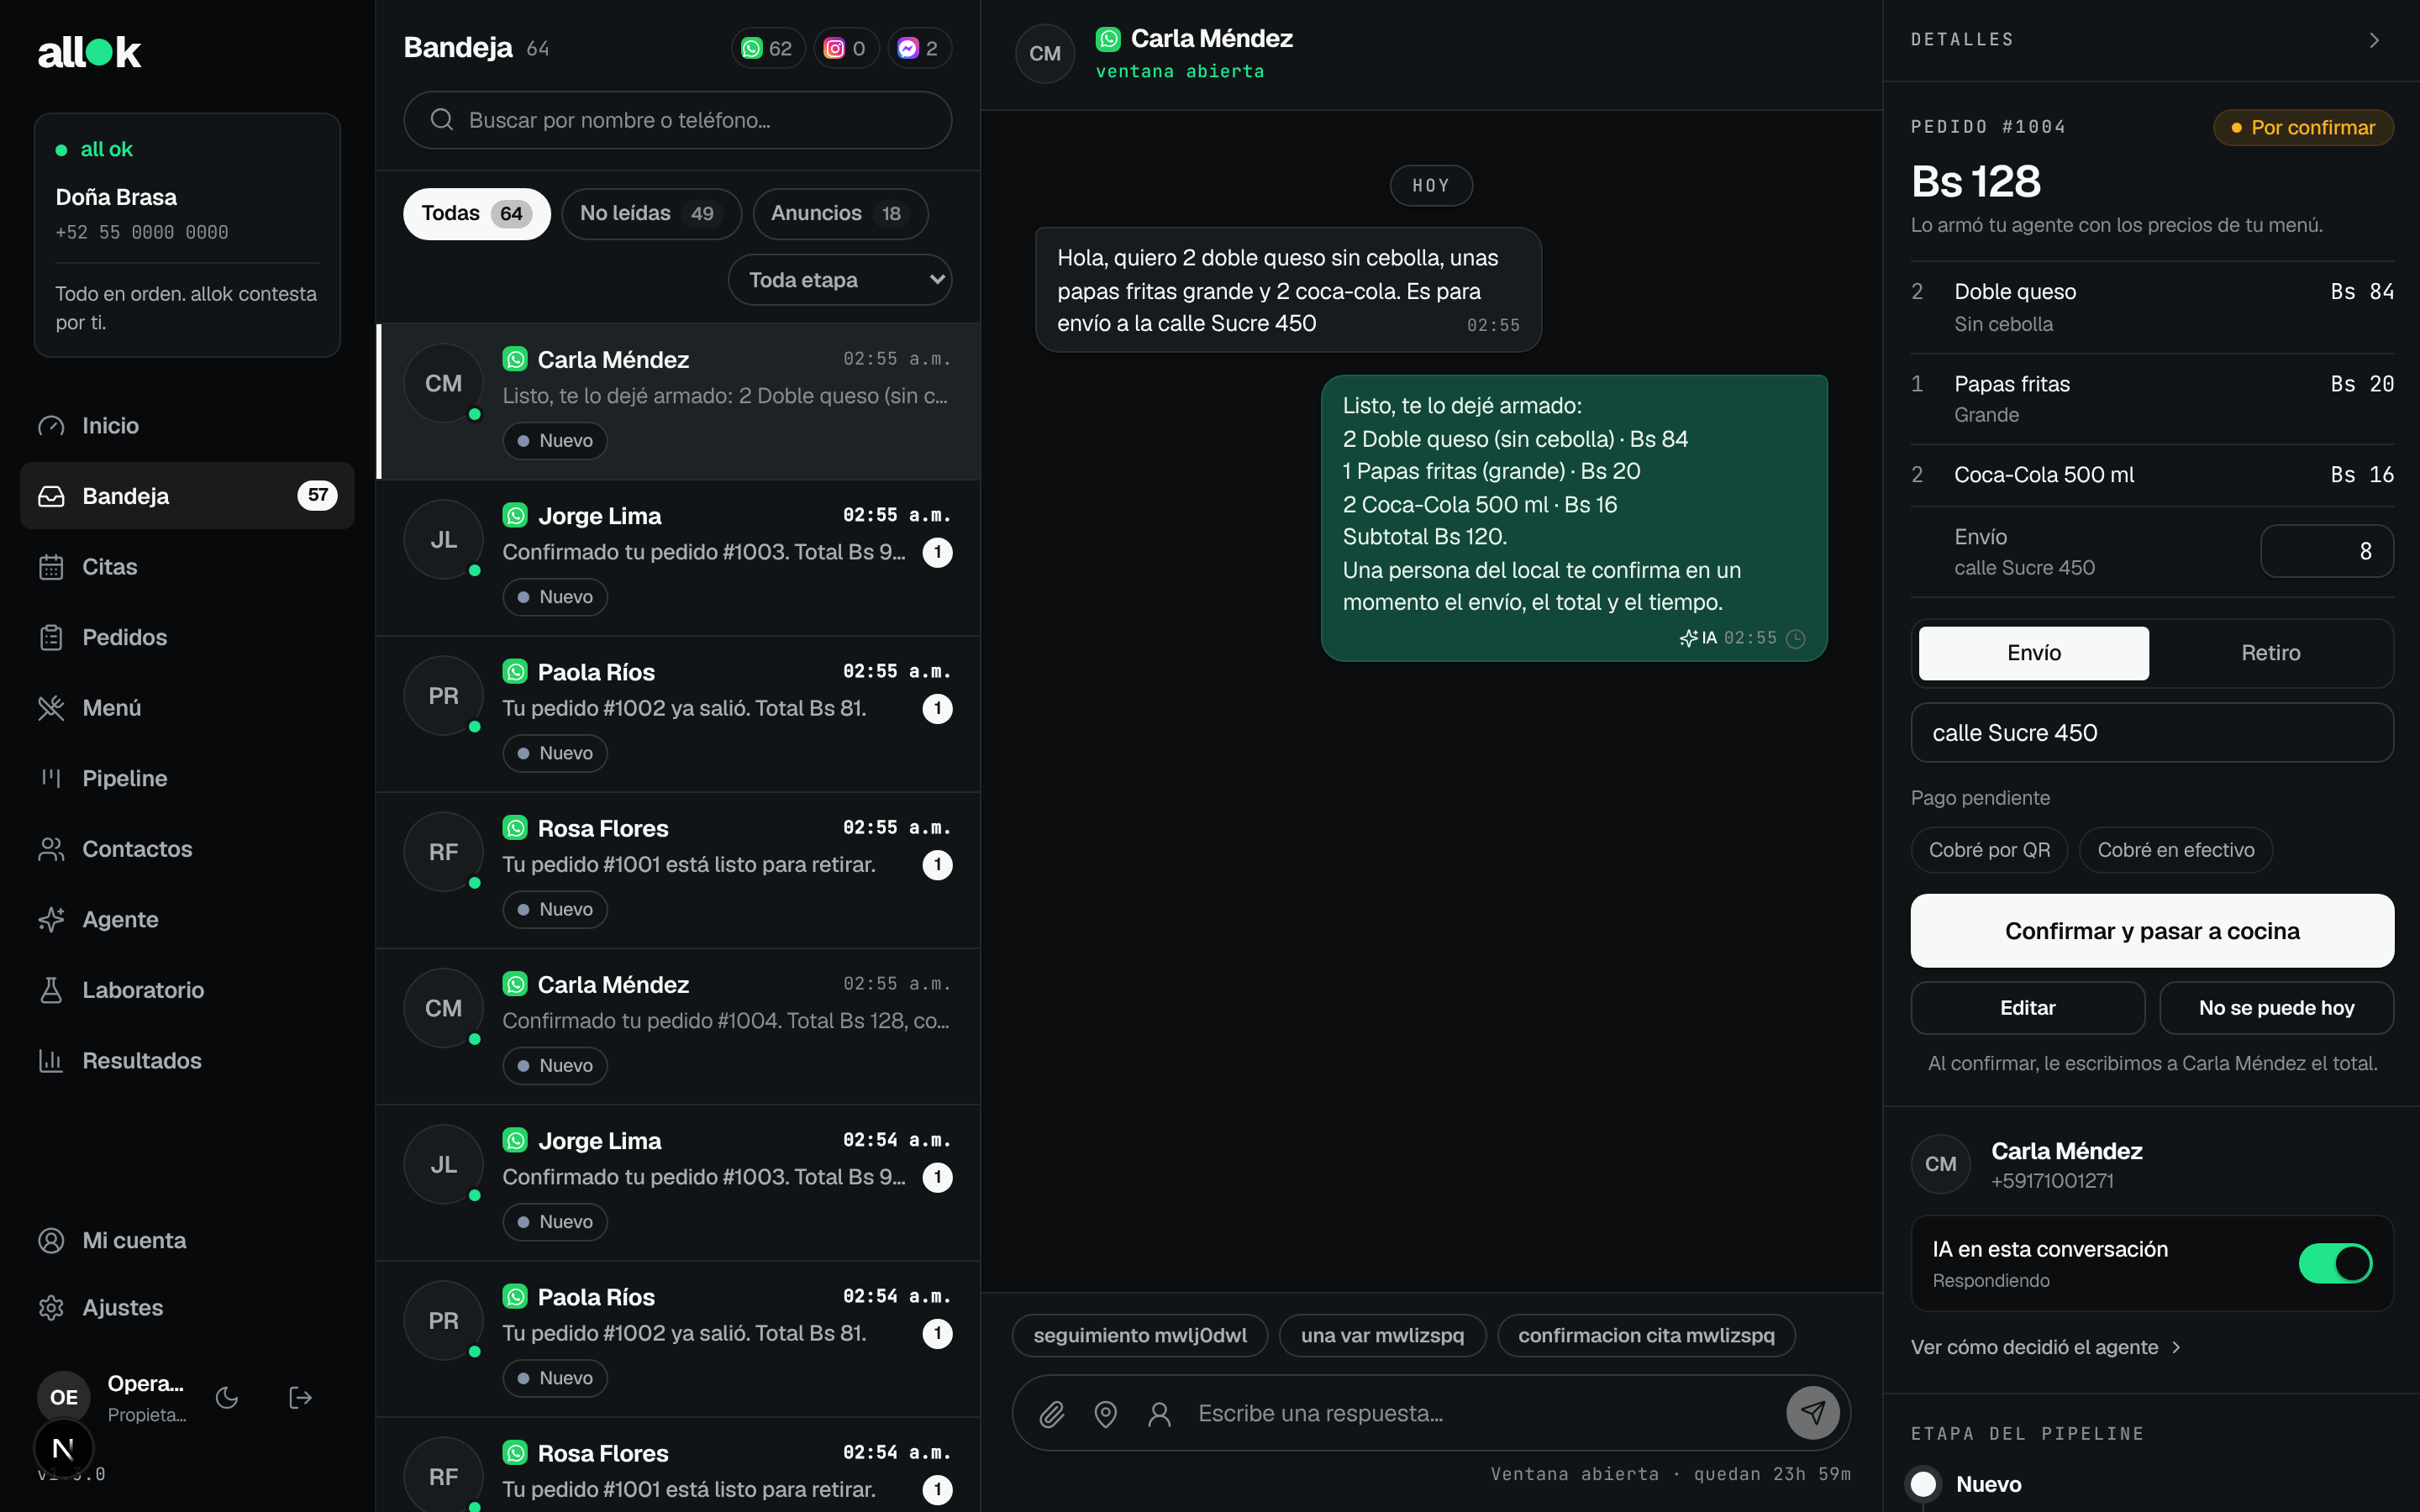 allok
all ok
Doña Brasa
+52 55 0000 0000
Todo en orden. allok contesta
por ti.
Inicio
Bandeja 57
Citas
Pedidos
Menú
Pipeline
Contactos
Agente
Laboratorio
Resultados
Mi cuenta
Ajustes
OE
Opera...
Propieta...
N
Bandeja 64
62
0
2
Buscar por nombre o teléfono...
Todas 64
No leídas 49
Anuncios 18
Toda etapa
CM
Carla Méndez 02:55 a.m.
Listo, te lo dejé armado: 2 Doble queso (sin c...
Nuevo
JL
Jorge Lima 02:55 a.m.
Confirmado tu pedido #1003. Total Bs 9... 1
Nuevo
PR
Paola Ríos 02:55 a.m.
Tu pedido #1002 ya salió. Total Bs 81. 1
Nuevo
RF
Rosa Flores 02:55 a.m.
Tu pedido #1001 está listo para retirar. 1
Nuevo
CM
Carla Méndez 02:55 a.m.
Confirmado tu pedido #1004. Total Bs 128, co...
Nuevo
JL
Jorge Lima 02:54 a.m.
Confirmado tu pedido #1003. Total Bs 9... 1
Nuevo
PR
Paola Ríos 02:54 a.m.
Tu pedido #1002 ya salió. Total Bs 81. 1
Nuevo
RF
Rosa Flores 02:54 a.m.
Tu pedido #1001 está listo para retirar. 1
CM
Carla Méndez
ventana abierta
HOY
Hola, quiero 2 doble queso sin cebolla, unas
papas fritas grande y 2 coca-cola. Es para
envío a la calle Sucre 450 02:55
Listo, te lo dejé armado:
2 Doble queso (sin cebolla) · Bs 84
1 Papas fritas (grande) · Bs 20
2 Coca-Cola 500 ml · Bs 16
Subtotal Bs 120.
Una persona del local te confirma en un
momento el envío, el total y el tiempo.
IA 02:55
seguimiento mwlj0dwl
una var mwlizspq
confirmacion cita mwlizspq
Escribe una respuesta...
Ventana abierta · quedan 23h 59m
DETALLES
PEDIDO #1004
Por confirmar
Bs 128
Lo armó tu agente con los precios de tu menú.
2 Doble queso Bs 84
Sin cebolla
1 Papas fritas Bs 20
Grande
2 Coca-Cola 500 ml Bs 16
Envío 8
calle Sucre 450
Envío
Retiro
calle Sucre 450
Pago pendiente
Cobré por QR
Cobré en efectivo
Confirmar y pasar a cocina
Editar
No se puede hoy
Al confirmar, le escribimos a Carla Méndez el total.
CM
Carla Méndez
+59171001271
IA en esta conversación
Respondiendo
Ver cómo decidió el agente
ETAPA DEL PIPELINE
Nuevo